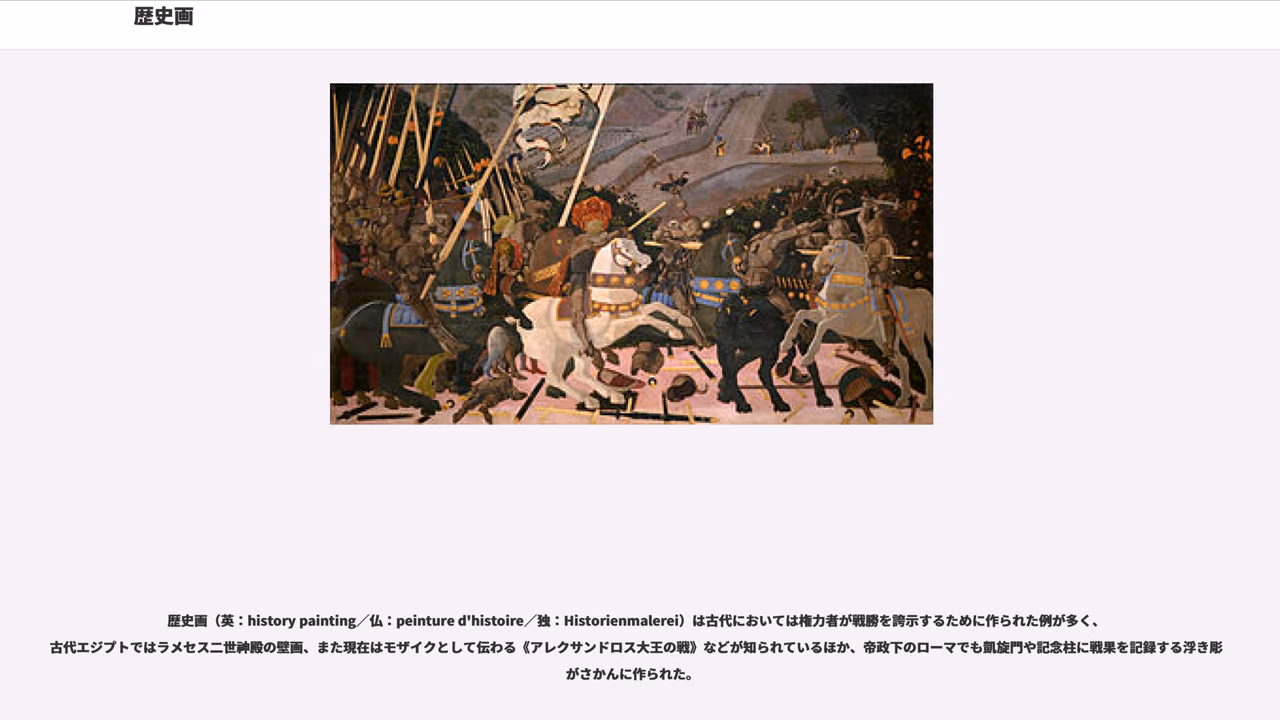 歴史画
歴史画（英：history painting／仏：peinture d'histoire／独：Historienmalerei）は古代においては権力者が戦勝を誇示するために作られた例が多く、
古代エジプトではラメセス二世神殿の壁画、また現在はモザイクとして伝わる《アレクサンドロス大王の戦》などが知られているほか、帝政下のローマでも凱旋門や記念柱に戦果を記録する浮き彫
がさかんに作られた。